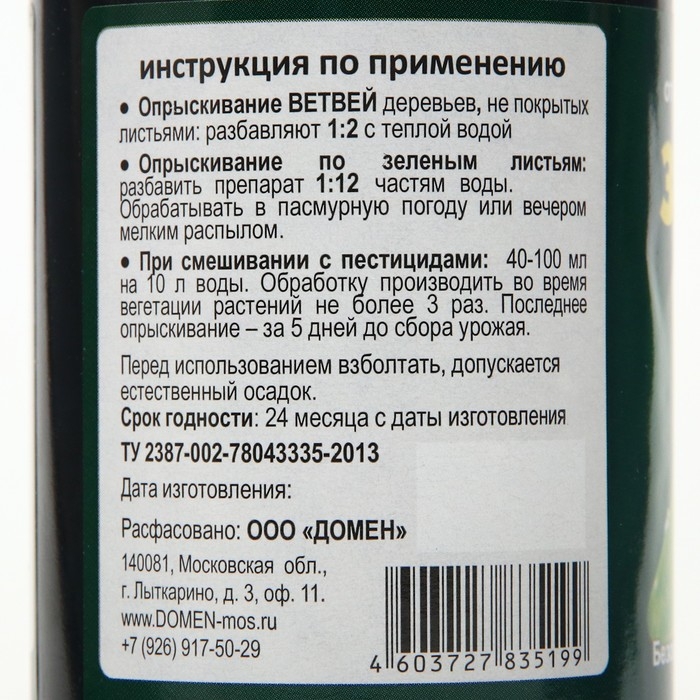 инструкция по применению
• Опрыскивание ВЕТВЕЙ деревьев, не покрытых
листьями: разбавляют 1:2 с теплой водой
• Опрыскивание по зеленым листьям:
разбавить препарат 1:12 частям воды.
Обрабатывать в пасмурную погоду или вечером
мелким распылом.
• При смешивании с пестицидами: 40-100 мл
на 10 л воды. Обработку производить во время
вегетации растений не более 3 раз. Последнее
опрыскивание – за 5 дней до сбора урожая.
Перед использованием взболтать, допускается
естественный осадок.
Срок годности: 24 месяца с даты изготовления
ТУ 2387-002-78043335-2013
Дата изготовления:
Расфасовано: ООО «ДОМЕН»
140081, Московская обл.,
г. Лыткарино, д. 3, оф. 11.
www.DOMEN-mos.ru
+7 (926) 917-50-29
4 603727 835199